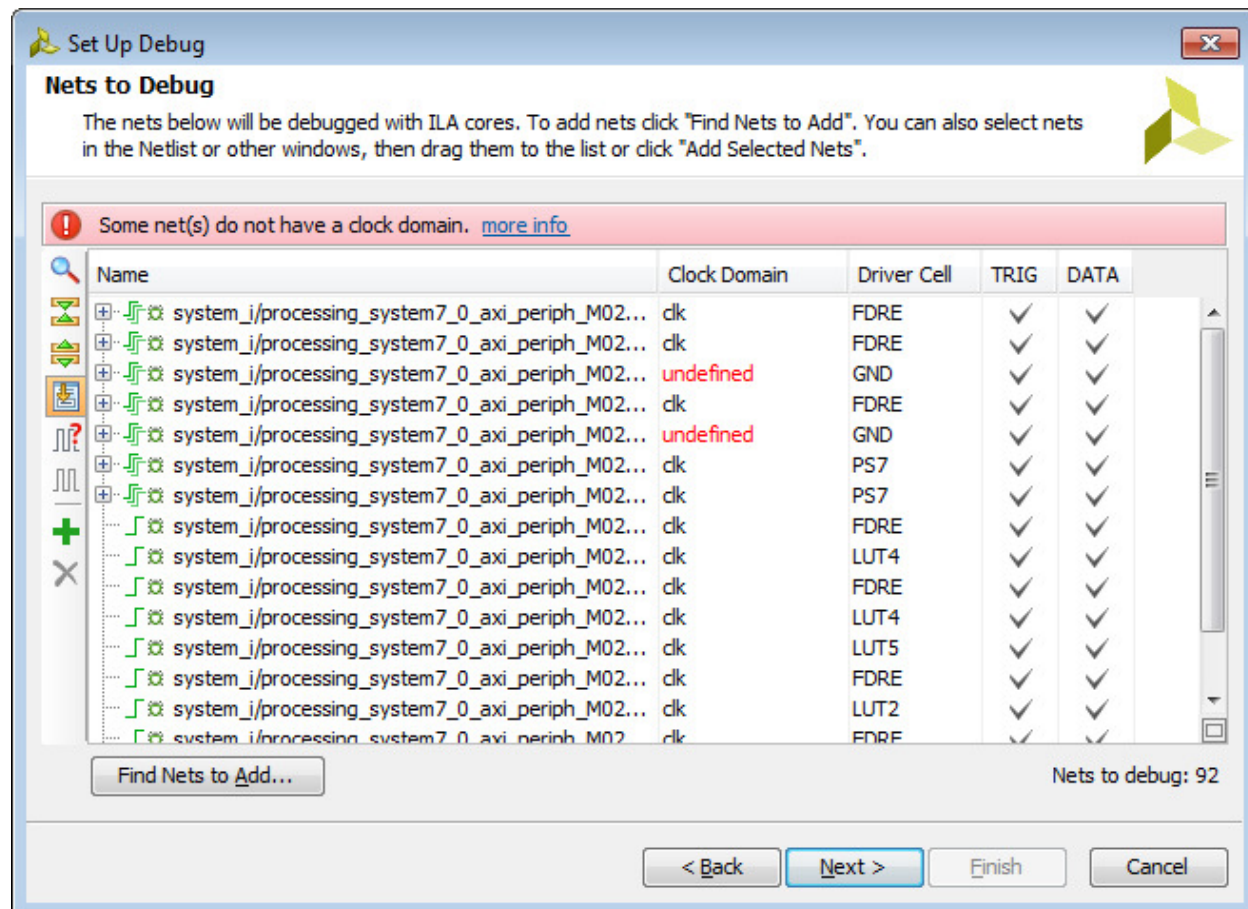 Set Up Debug
Nets to Debug
The nets below will be debugged with ILA cores. To add nets click "Find Nets to Add". You can also select nets
in the Netlist or other windows, then drag them to the list or click "Add Selected Nets".
Some net(s) do not have a clock domain. more info
Name Clock Domain Driver Cell TRIG DATA
system_i/processing_system7_0_axi_periph_M02... clk FDRE
system_i/processing_system7_0_axi_periph_M02... clk FDRE
system_i/processing_system7_0_axi_periph_M02... undefined GND
system_i/processing_system7_0_axi_periph_M02... clk FDRE
system_i/processing_system7_0_axi_periph_M02... undefined GND
system_i/processing_system7_0_axi_periph_M02... clk PS7
system_i/processing_system7_0_axi_periph_M02... clk PS7
system_i/processing_system7_0_axi_periph_M02... clk FDRE
system_i/processing_system7_0_axi_periph_M02... clk LUT4
system_i/processing_system7_0_axi_periph_M02... clk FDRE
system_i/processing_system7_0_axi_periph_M02... clk LUT4
system_i/processing_system7_0_axi_periph_M02... clk LUT5
system_i/processing_system7_0_axi_periph_M02... clk FDRE
system_i/processing_system7_0_axi_periph_M02... clk LUT2
system_i/processing_system7_0_axi_periph_M02... clk FDRE
Find Nets to Add... Nets to debug: 92
< Back Next > Finish Cancel